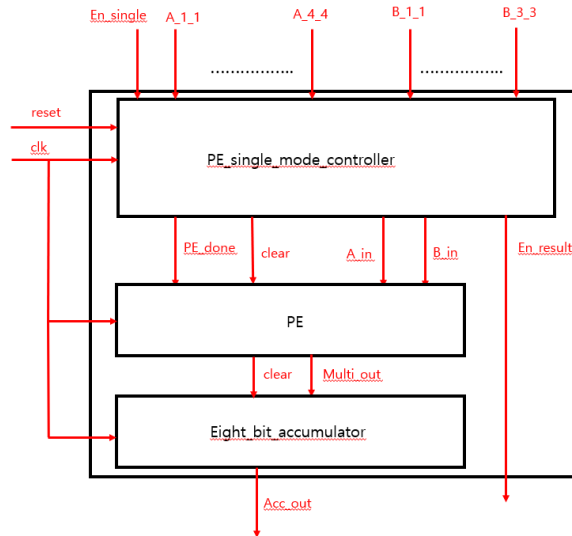 En_single A_1_1 A_4_4 B_1_1 B_3_3
................. .................
reset
clk
PE_single_mode_controller
PE_done clear A_in B_in En_result
PE
clear Multi_out
Eight_bit_accumulator
Acc_out